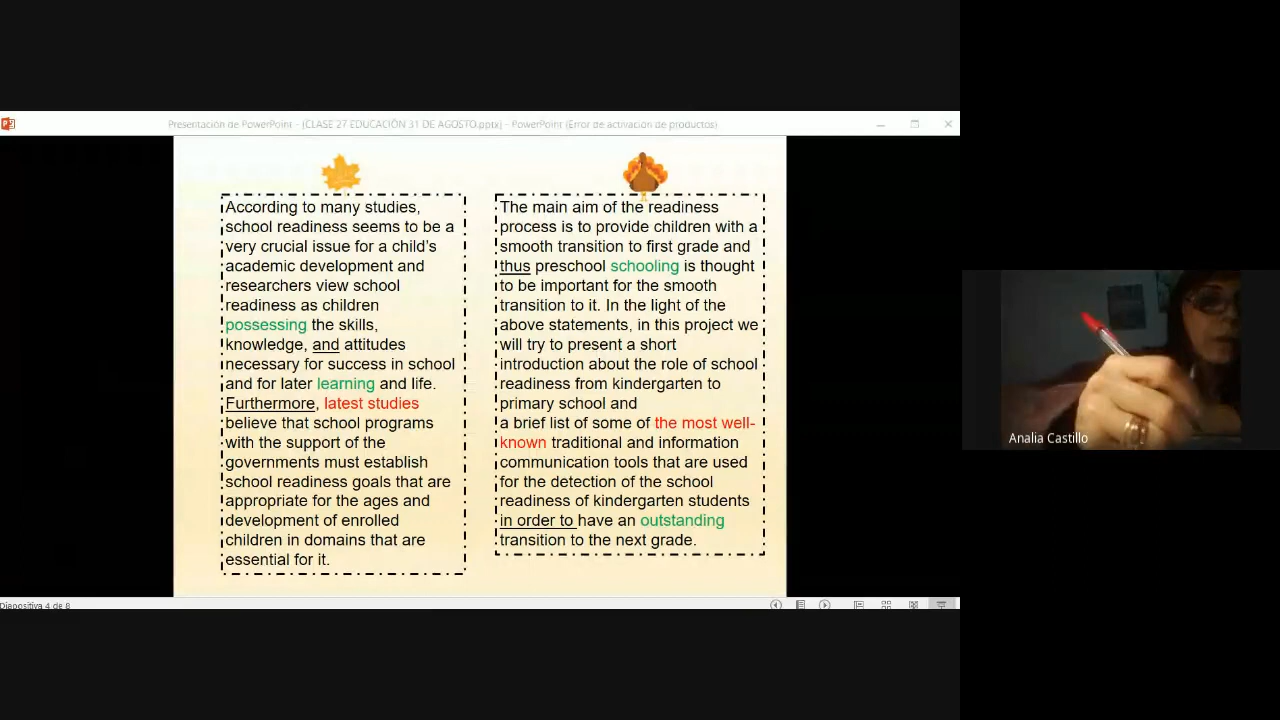 Presentación de PowerPoint - (CLASE 27 EDUCACIÓN 31 DE AGOSTO.pptx) - PowerPoint (Error de activación de productos)
According to many studies,
school readiness seems to be a
very crucial issue for a child's
academic development and
researchers view school
readiness as children
possessing the skills,
knowledge, and attitudes
necessary for success in school
and for later learning and life.
Furthermore, latest studies
believe that school programs
with the support of the
governments must establish
school readiness goals that are
appropriate for the ages and
development of enrolled
children in domains that are
essential for it.
The main aim of the readiness
process is to provide children with a
smooth transition to first grade and
thus preschool schooling is thought
to be important for the smooth
transition to it. In the light of the
above statements, in this project we
will try to present a short
introduction about the role of school
readiness from kindergarten to
primary school and
a brief list of some of the most well-
known traditional and information
communication tools that are used
for the detection of the school
readiness of kindergarten students
in order to have an outstanding
transition to the next grade.
Analia Castillo
Diapositiva 4 de 8